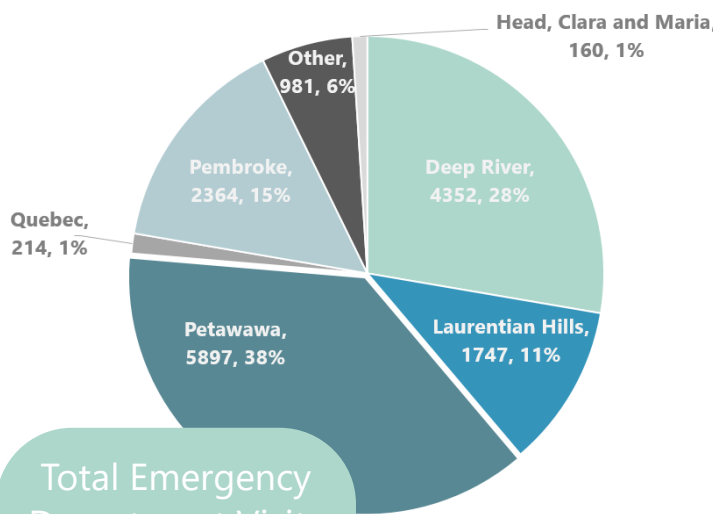 Head, Clara and Maria,
160, 1%
Other,
981, 6%
Deep River,
4352, 28%
Pembroke,
2364, 15%
Quebec,
214, 1%
Laurentian Hills,
1747, 11%
Petawawa,
5897, 38%
Total Emergency